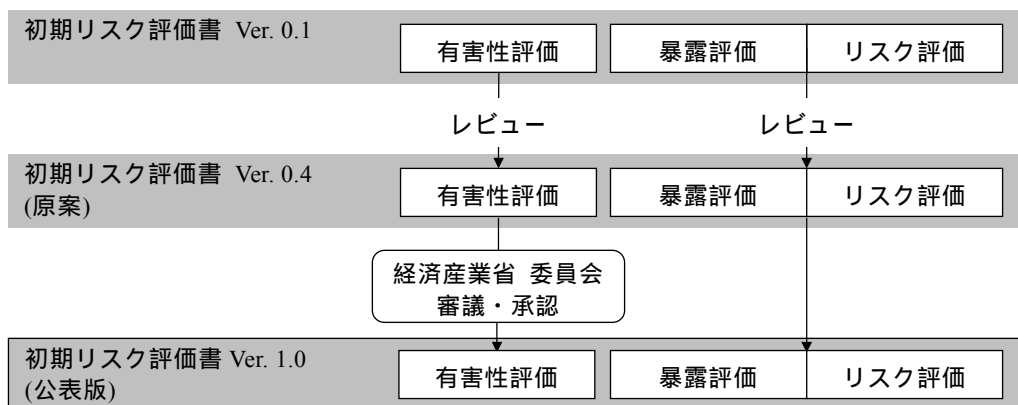 初期リスク評価書 Ver. 0.1
有害性評価
暴露評価
リスク評価
レビュー
レビュー
初期リスク評価書 Ver. 0.4
(原案)
有害性評価
暴露評価
リスク評価
経済産業省 委員会
審議・承認
初期リスク評価書 Ver. 1.0
(公表版)
有害性評価
暴露評価
リスク評価